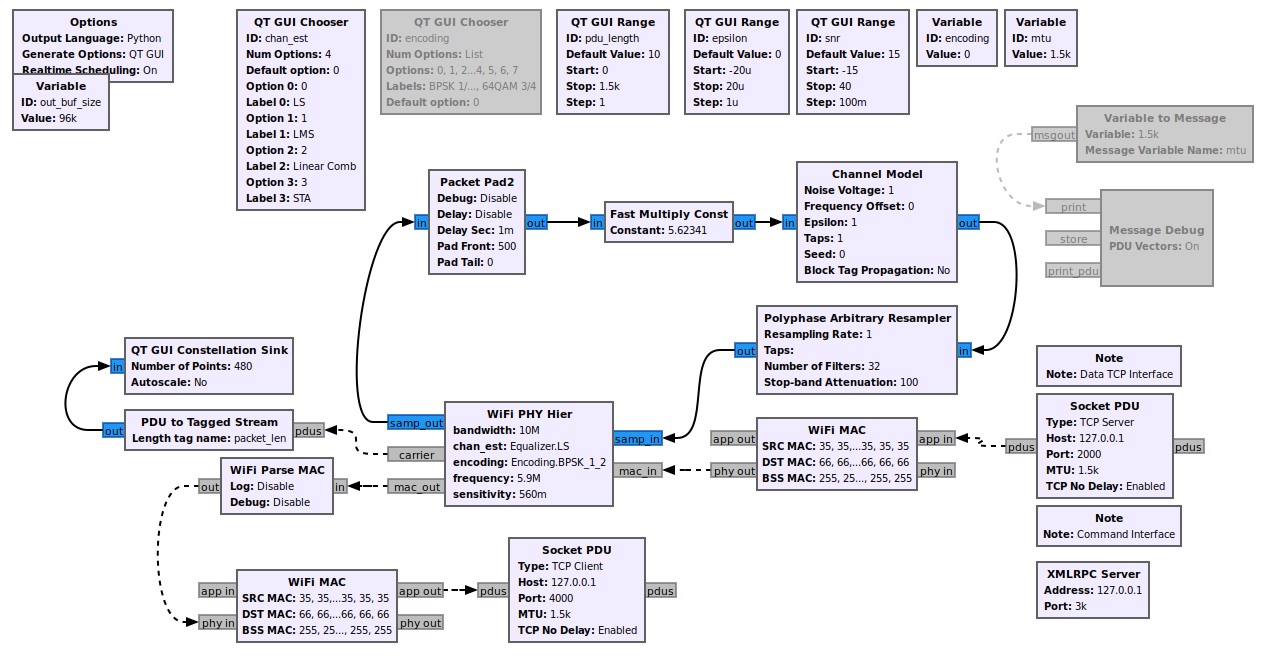 Options
Output Language: Python
Generate Options: QT GUI
Realtime Scheduling: On
Variable
ID: out_buf_size
Value: 96k
QT GUI Chooser
ID: chan_est
Num Options: 4
Default option: 0
Option 0: 0
Label 0: LS
Option 1: 1
Label 1: LMS
Option 2: 2
Label 2: Linear Comb
Option 3: 3
Label 3: STA
QT GUI Chooser
ID: encoding
Num Options: List
Options: 0, 1, 2...4, 5, 6, 7
Labels: BPSK 1/..., 64QAM 3/4
Default option: 0
QT GUI Range
ID: pdu_length
Default Value: 10
Start: 0
Stop: 1.5k
Step: 1
QT GUI Range
ID: epsilon
Default Value: 0
Start: -20u
Stop: 20u
Step: 1u
QT GUI Range
ID: snr
Default Value: 15
Start: -15
Stop: 40
Step: 100m
Variable
ID: encoding
Value: 0
Variable
ID: mtu
Value: 1.5k
Variable to Message
Variable: 1.5k
Message Variable Name: mtu
msgout
print
store
print_pdu
Message Debug
PDU Vectors: On
in
Packet Pad2
Debug: Disable
Delay: Disable
Delay Sec: 1m
Pad Front: 500
Pad Tail: 0
out
in
Fast Multiply Const
Constant: 5.62341
out
in
Channel Model
Noise Voltage: 1
Frequency Offset: 0
Epsilon: 1
Taps: 1
Seed: 0
Block Tag Propagation: No
out
out
Polyphase Arbitrary Resampler
Resampling Rate: 1
Taps:
Number of Filters: 32
Stop-band Attenuation: 100
in
in
QT GUI Constellation Sink
Number of Points: 480
Autoscale: No
out
PDU to Tagged Stream
Length tag name: packet_len
pdus
out
WiFi Parse MAC
Log: Disable
Debug: Disable
in
samp_out
carrier
mac_out
WiFi PHY Hier
bandwidth: 10M
chan_est: Equalizer.LS
encoding: Encoding.BPSK_1_2
frequency: 5.9M
sensitivity: 560m
samp_in
mac_in
app out
phy out
WiFi MAC
SRC MAC: 35, 35,...35, 35, 35
DST MAC: 66, 66,...66, 66, 66
BSS MAC: 255, 25..., 255, 255
app in
phy in
Note
Note: Data TCP Interface
pdus
Socket PDU
Type: TCP Server
Host: 127.0.0.1
Port: 2000
MTU: 1.5k
TCP No Delay: Enabled
pdus
Note
Note: Command Interface
XMLRPC Server
Address: 127.0.0.1
Port: 3k
app in
phy in
WiFi MAC
SRC MAC: 35, 35,...35, 35, 35
DST MAC: 66, 66,...66, 66, 66
BSS MAC: 255, 25..., 255, 255
app out
phy out
pdus
Socket PDU
Type: TCP Client
Host: 127.0.0.1
Port: 4000
MTU: 1.5k
TCP No Delay: Enabled
pdus